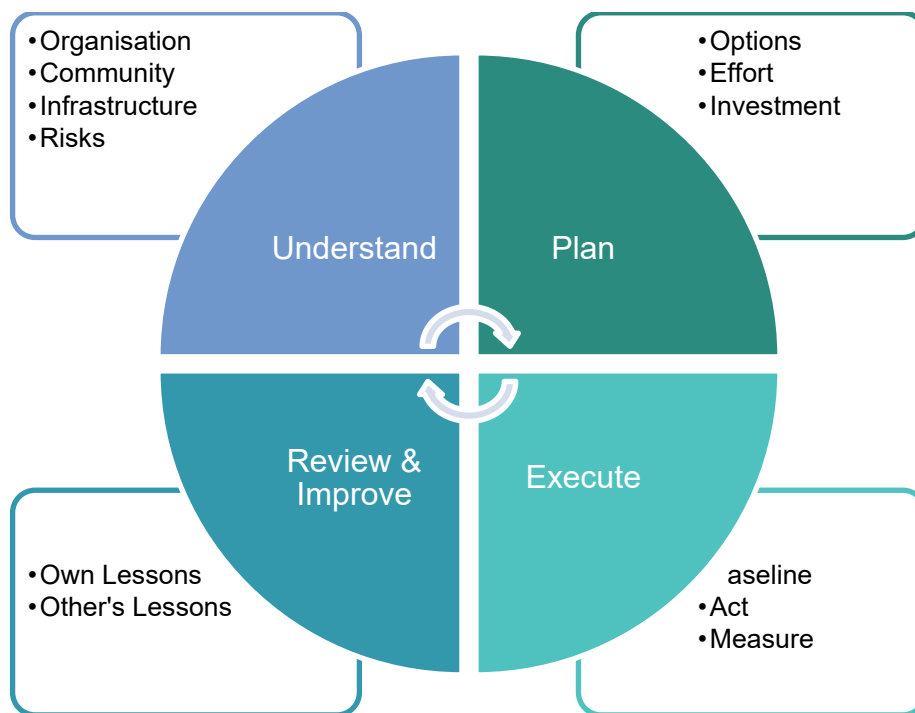 •Organisation
•Community
•Infrastructure
•Risks
•Options
•Effort
•Investment
Understand
Plan
Review &
Improve
Execute
•Own Lessons
•Other's Lessons
aseline
•Act
•Measure